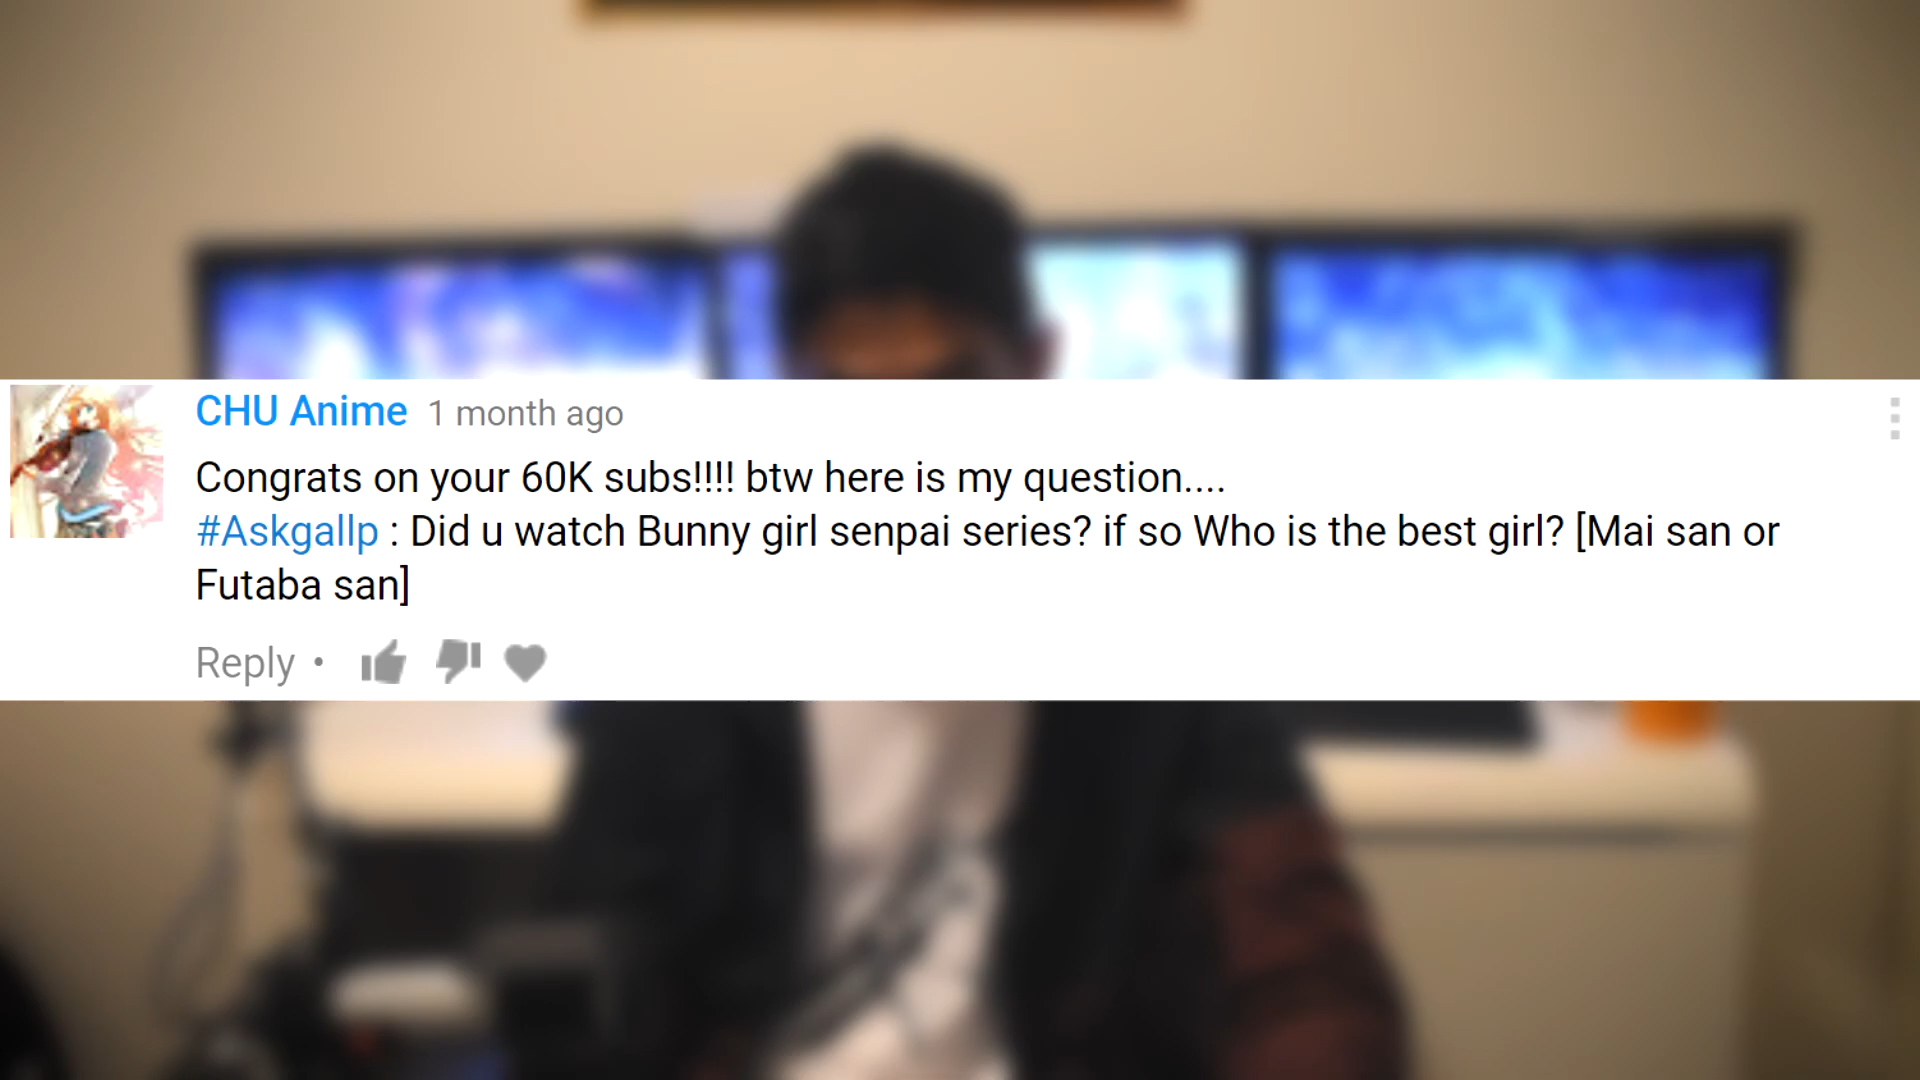 CHU Anime 1 month ago
Congrats on your 60K subs!!!! btw here is my question....
#Askgallp : Did u watch Bunny girl senpai series? if so Who is the best girl? [Mai san or
Futaba san]
Reply •